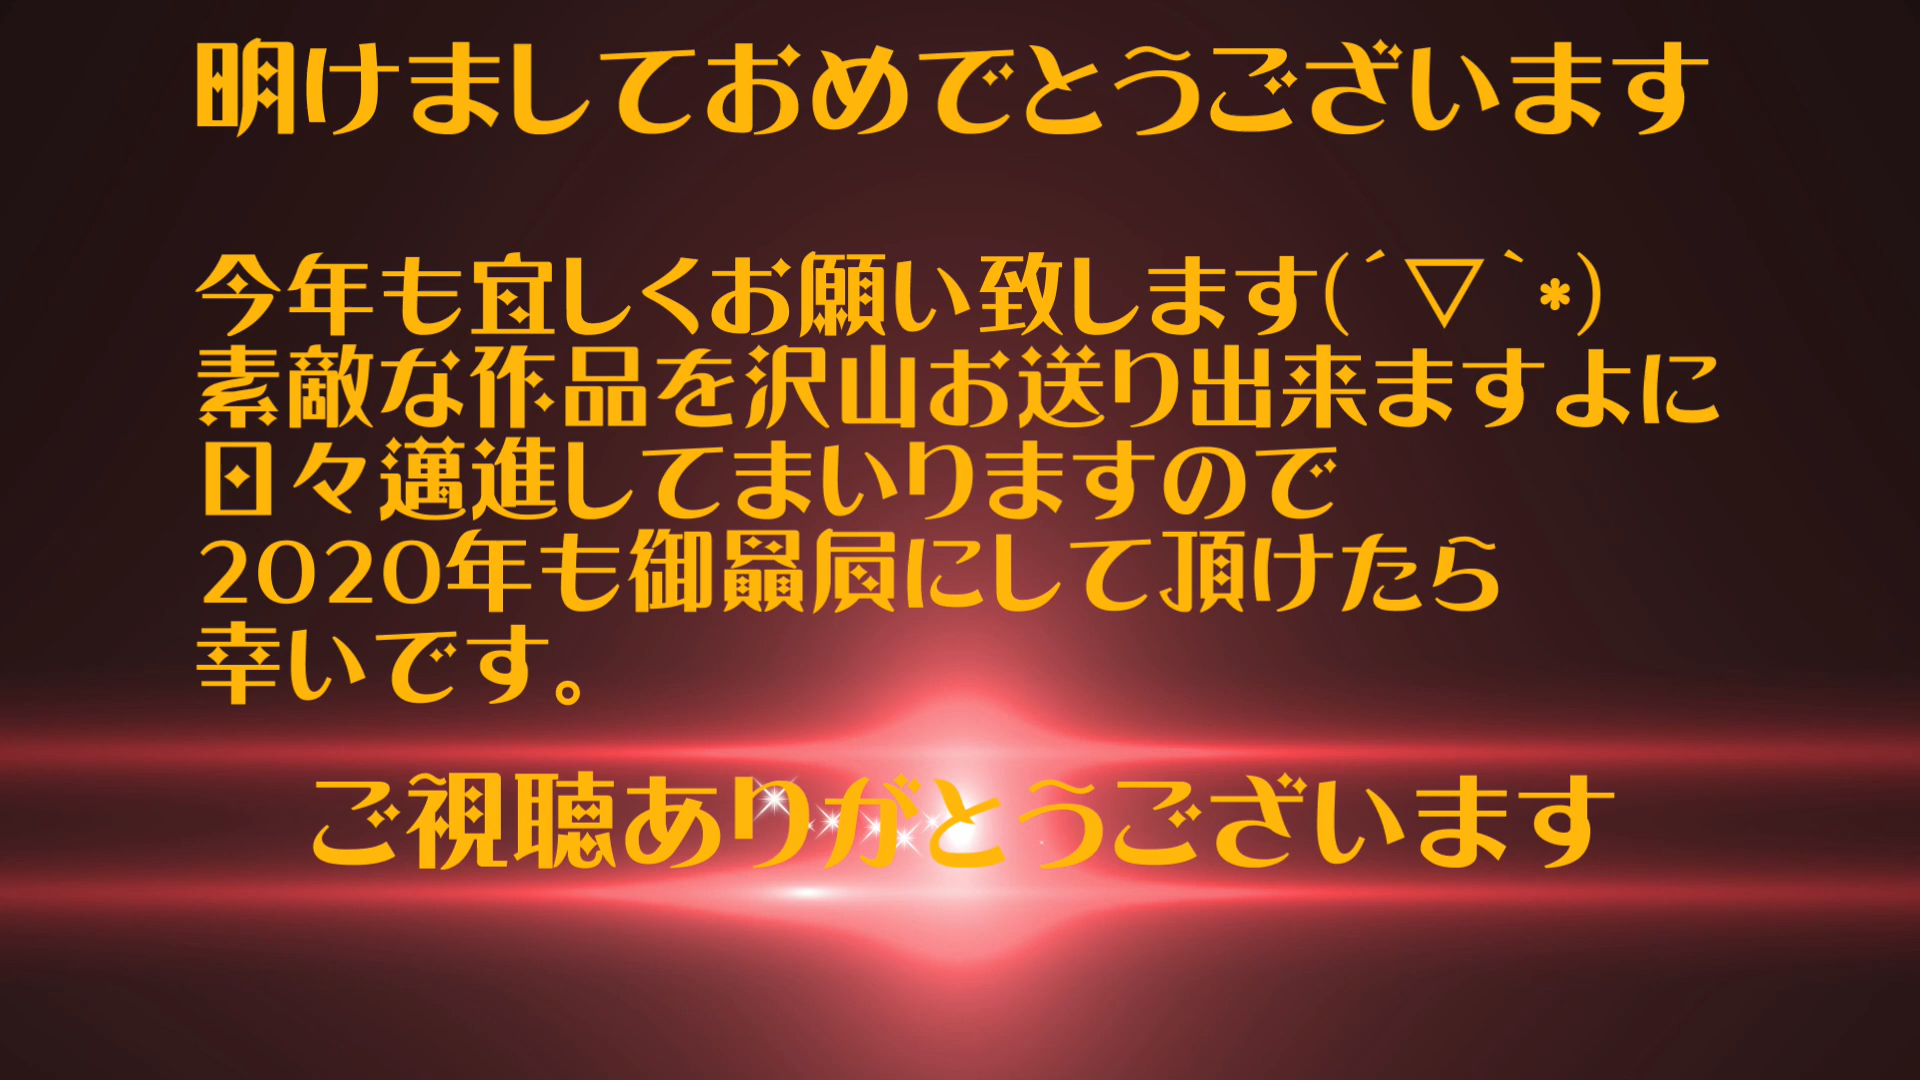 明けましておめでとうございます
今年も宜しくお願い致します(´▽`*)
素敵な作品を沢山お送り出来ますよに
日々邁進してまいりますので
2020年も御贔屓にして頂けたら
幸いです。
ご視聴ありがとうございます